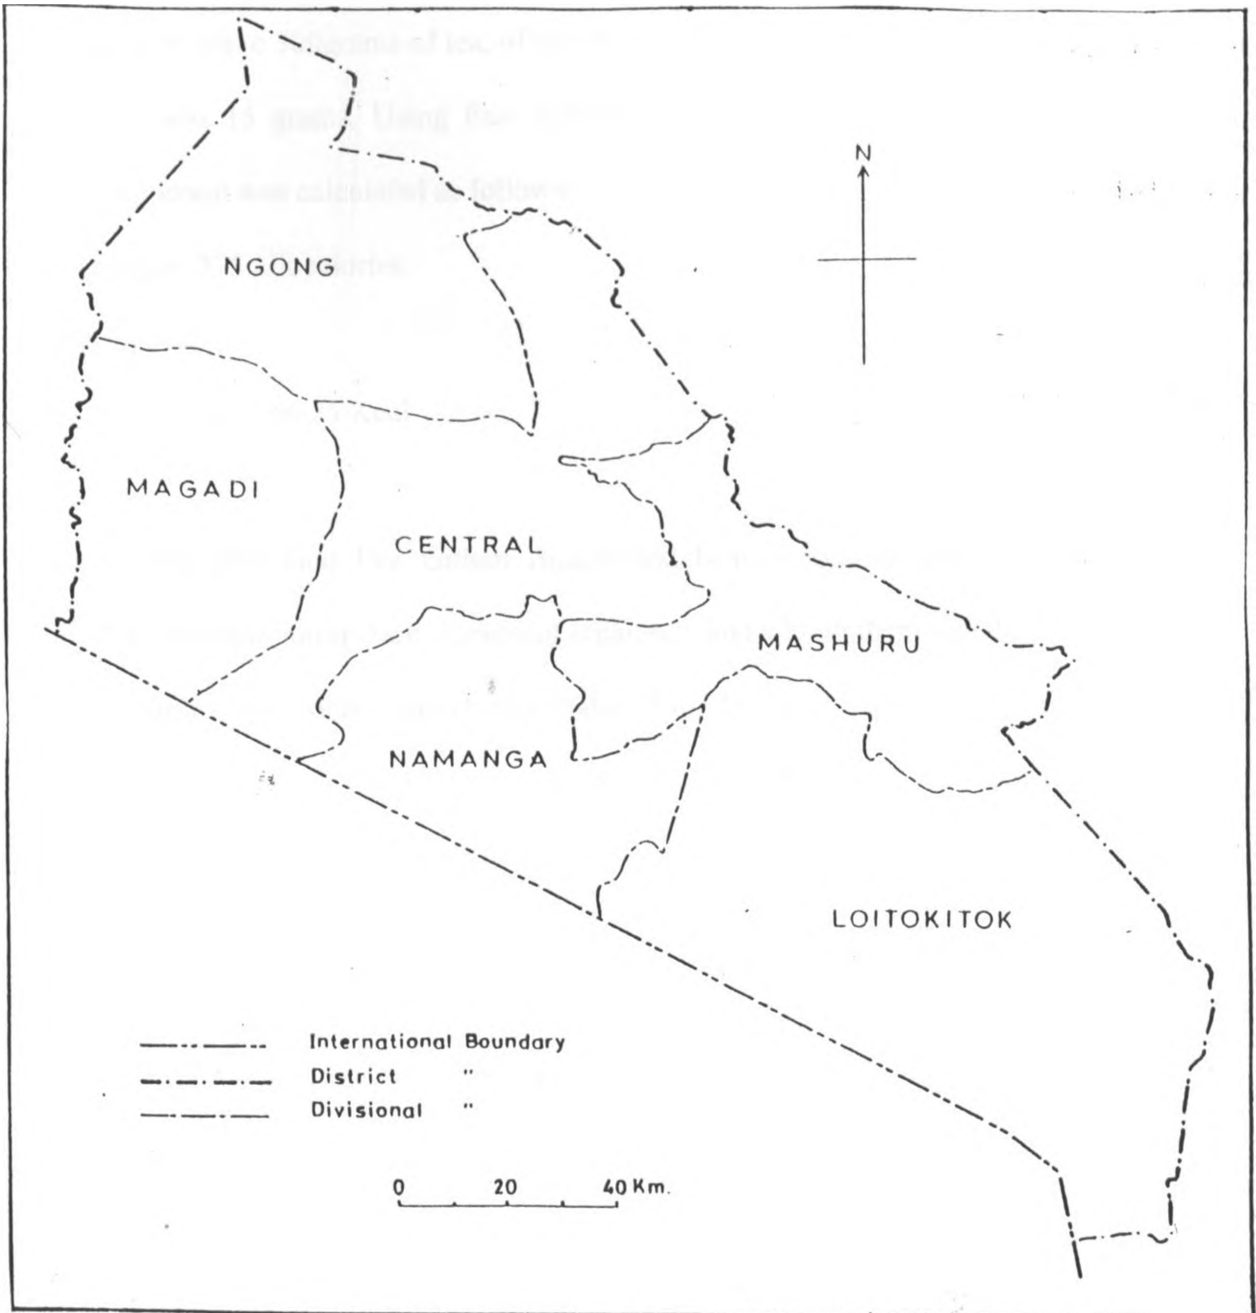 N
NGONG
MAGADI
CENTRAL
MASHURU
NAMANGA
LOITOKITOK
International Boundary
District "
Divisional "
0 20 40 Km.